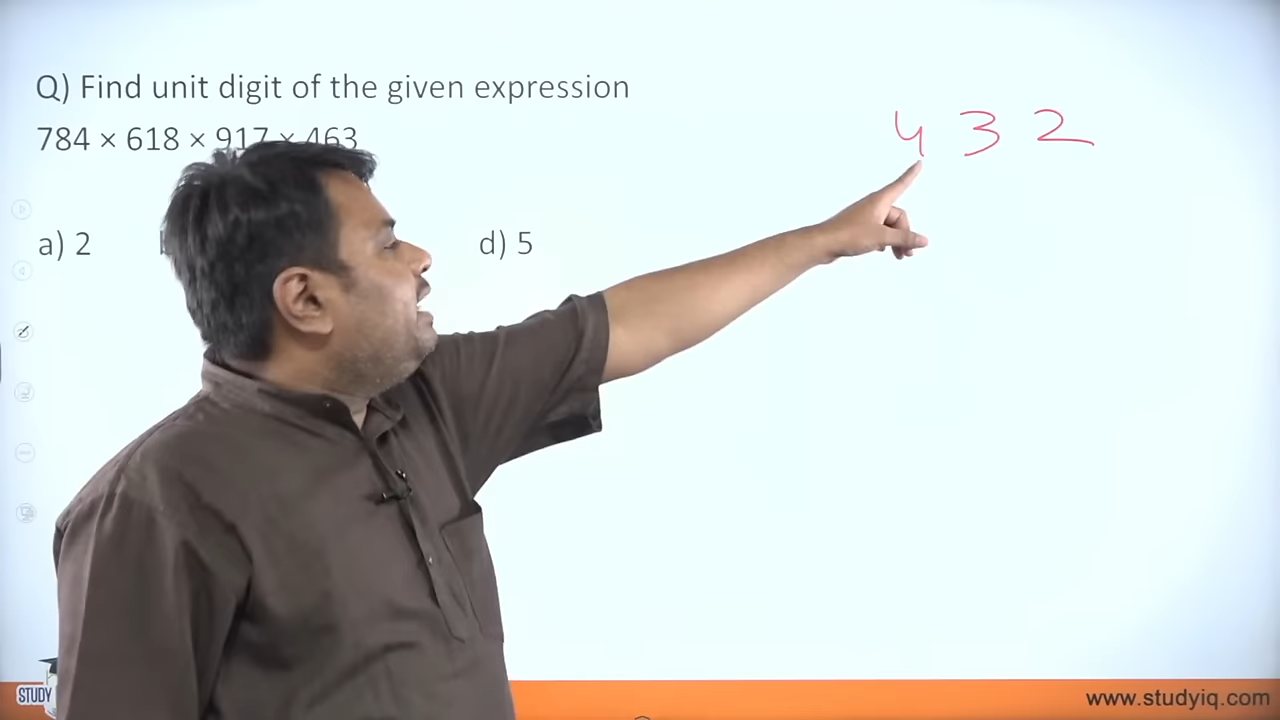 Q) Find unit digit of the given expression
784 × 618 × 917 × 463
4 3 2
a) 2
d) 5
STUDY
www.studyiq.com